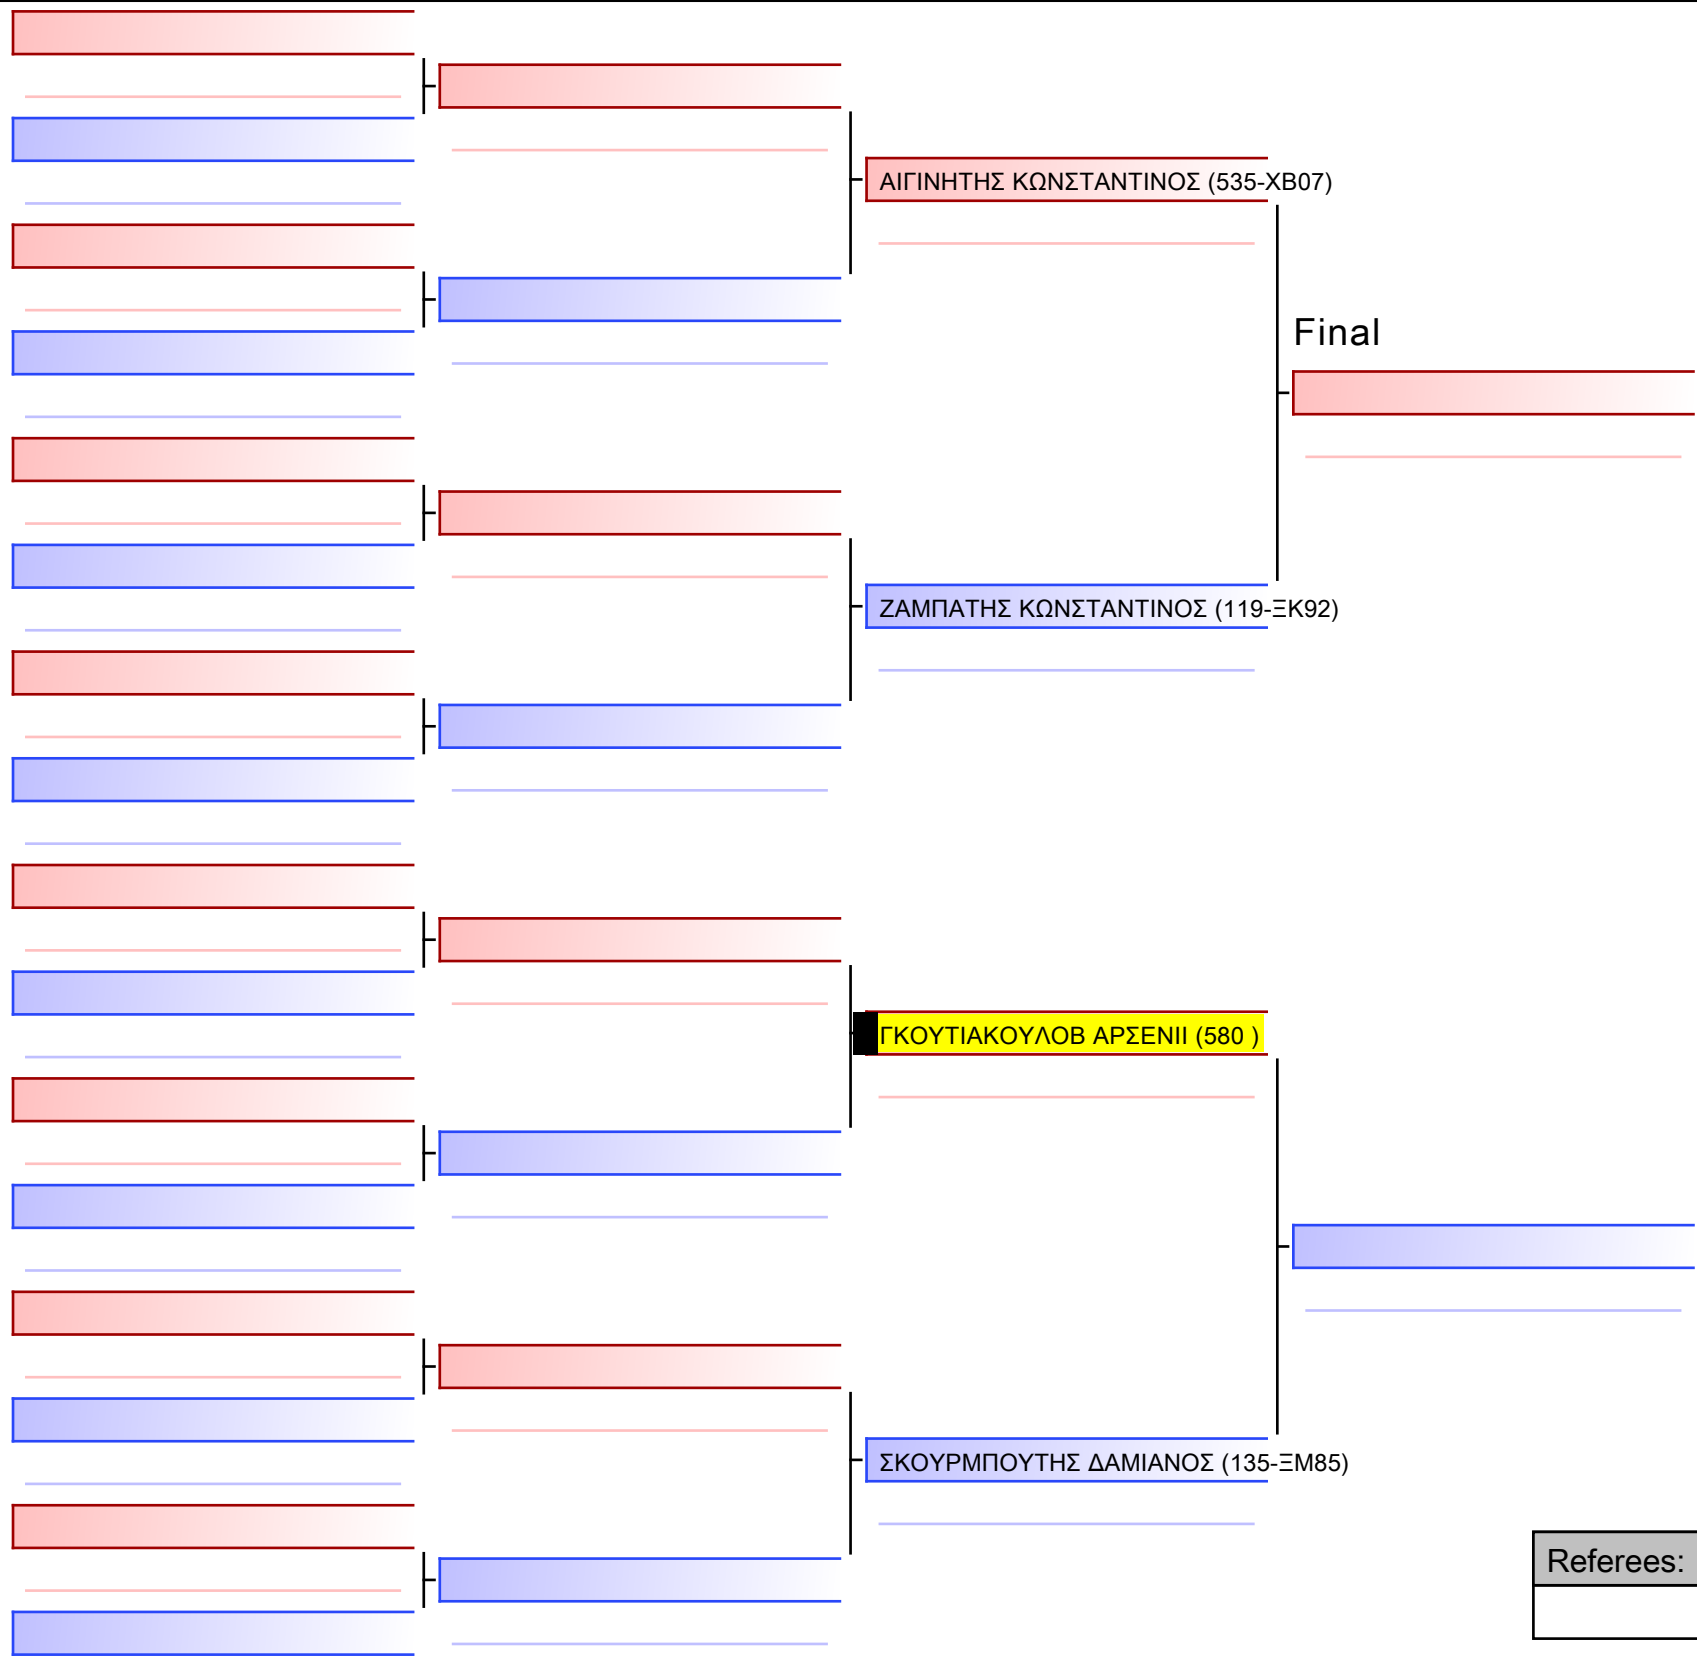 ΑΙΓΙΝΗΤΗΣ ΚΩΝΣΤΑΝΤΙΝΟΣ (535-ΧΒ07)
Final
ΖΑΜΠΑΤΗΣ ΚΩΝΣΤΑΝΤΙΝΟΣ (119-ΞΚ92)
ΓΚΟΥΤΙΑΚΟΥΛΟΒ ΑΡΣΕΝΙΙ (580 )
ΣΚΟΥΡΜΠΟΥΤΗΣ ΔΑΜΙΑΝΟΣ (135-ΞΜ85)
Referees: